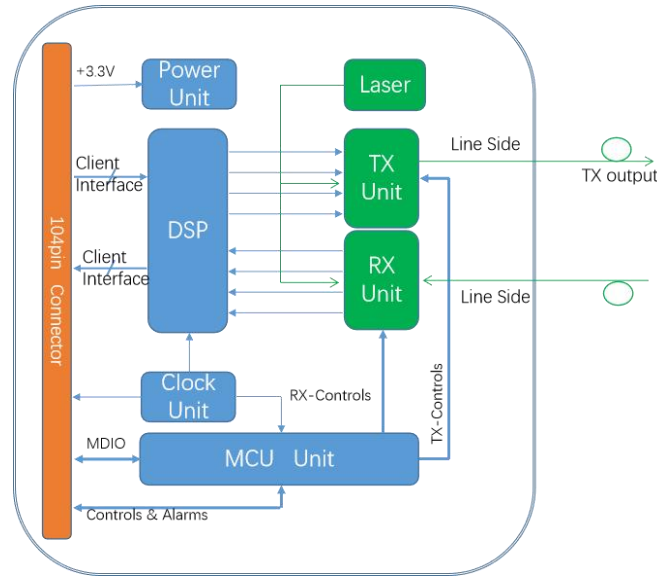 +3.3V
Power
Unit
Laser
Client
Interface
DSP
TX
Unit
Line Side
TX output
104pin Connector
Client
Interface
RX
Unit
Line Side
Clock
Unit
RX-Controls
TX-Controls
MDIO
MCU Unit
Controls & Alarms